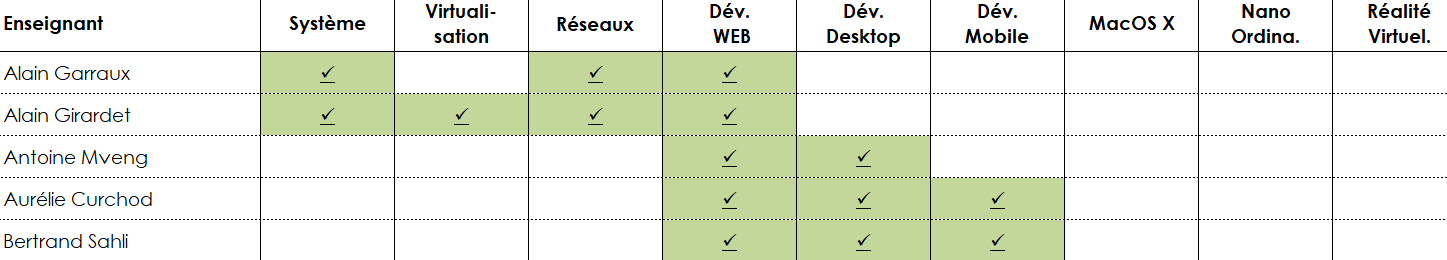 Enseignant Système Virtuali- Réseaux Dév. Dév. Dév. MacOS X Nano Réalité
sation WEB Desktop Mobile Ordina. Virtuel.
Alain Garraux ✓ ✓ ✓
Alain Girardet ✓ ✓ ✓ ✓
Antoine Mveng ✓ ✓
Aurélie Curchod ✓ ✓ ✓
Bertrand Sahli ✓ ✓ ✓